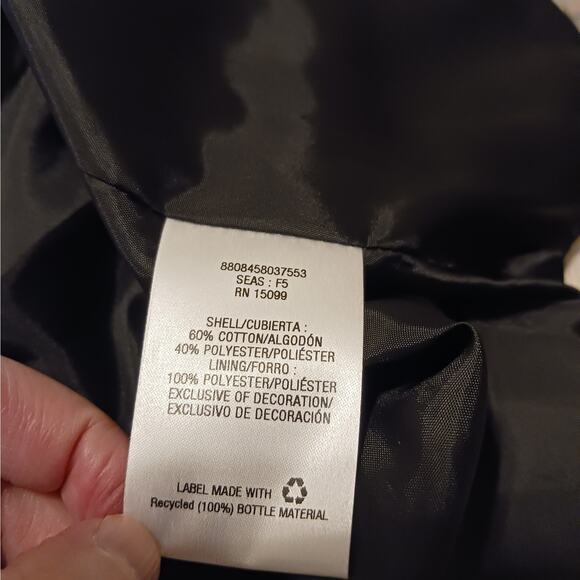 8808458037553
SEAS : F5
RN 15099
SHELL/CUBIERTA :
60% COTTON/ALGODÓN
40% POLYESTER/POLIÉSTER
LINING/FORRO :
100% POLYESTER/POLIÉSTER
EXCLUSIVE OF DECORATION/
EXCLUSIVO DE DECORACIÓN
LABEL MADE WITH
Recycled (100%) BOTTLE MATERIAL